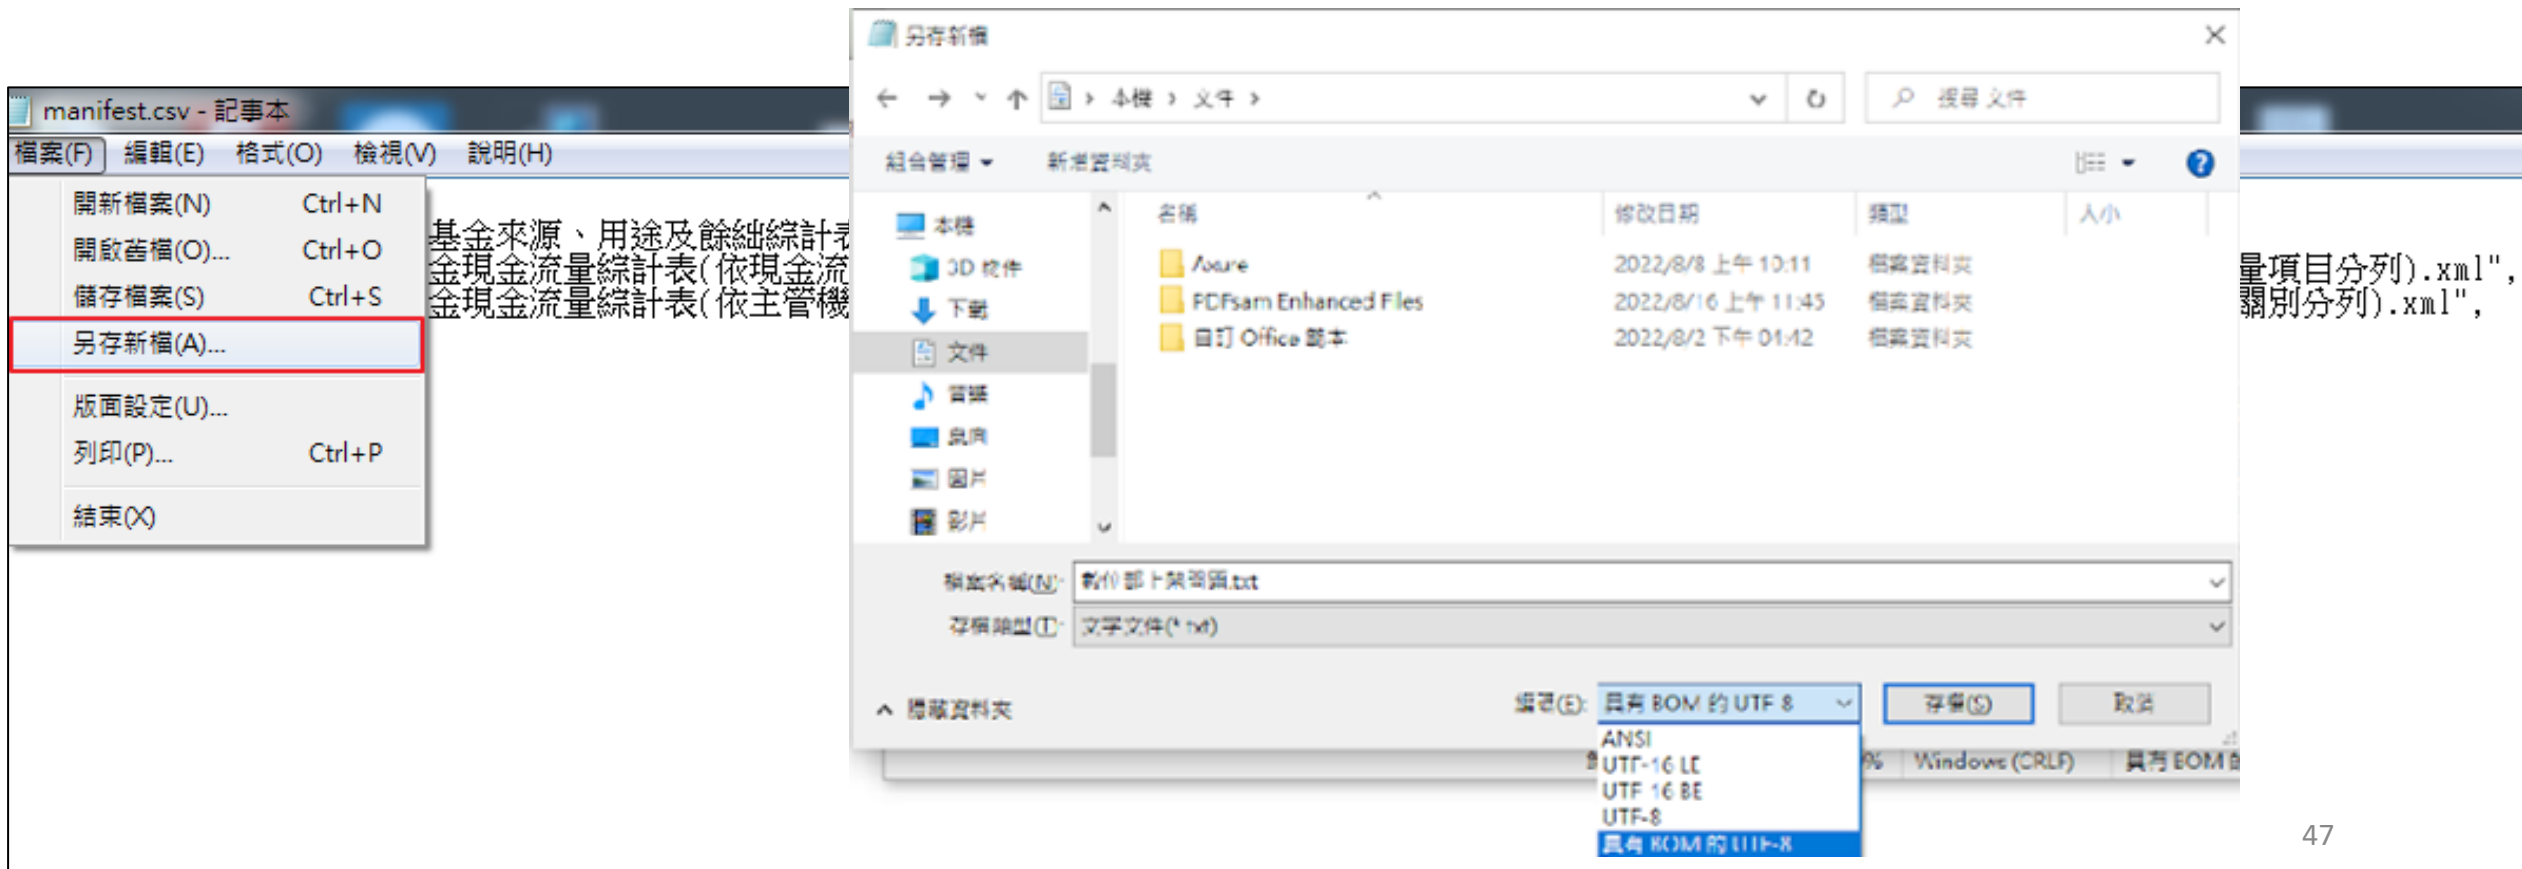 manifest.csv - 記事本
檔案(F) 編輯(E) 格式(O) 檢視(V) 說明(H)
開新檔案(N) Ctrl+N
開啟舊檔(O)... Ctrl+O
儲存檔案(S) Ctrl+S
另存新檔(A)...
版面設定(U)...
列印(P)... Ctrl+P
結束(X)
基金來源、用途及餘絀綜計表
金現金流量綜計表(依現金流
金現金流量綜計表(依主管機
另存新檔
本機 › 文件 ›
搜尋 文件
組合管理 新增資料夾
本機
3D 物件
下載
文件
音樂
桌面
圖片
影片
名稱 修改日期 類型 大小
Axure 2022/8/8 上午 10:11 檔案資料夾
PDFsam Enhanced Files 2022/8/16 上午 11:45 檔案資料夾
自訂 Office 範本 2022/8/2 下午 04:42 檔案資料夾
檔案名稱(N): .txt
存檔類型(T): 文字文件(*.txt)
隱藏資料夾
編碼(E): 具有 BOM 的 UTF-8
存檔(S) 取消
ANSI
UTF-16 LE
UTF-16 BE
UTF-8
具有 BOM 的 UTF-8
% Windows (CRLF) 具有 BOM 的
量項目分列).xml",
關別分列).xml",
47